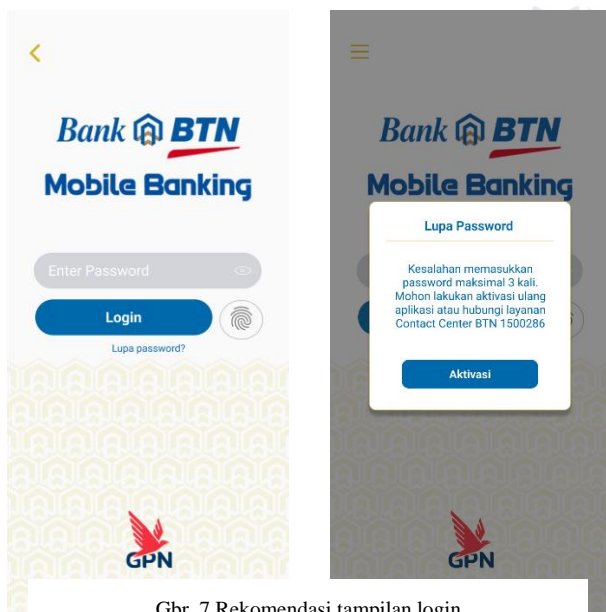 Bank BTN
Mobile Banking
Enter Password
Login
Lupa password?
GPN
Bank BTN
Mobile Banking
Lupa Password
Kesalahan memasukkan
password maksimal 3 kali.
Mohon lakukan aktivasi ulang
aplikasi atau hubungi layanan
Contact Center BTN 1500286
Aktivasi
GPN
Gbr. 7 Rekomendasi tampilan login